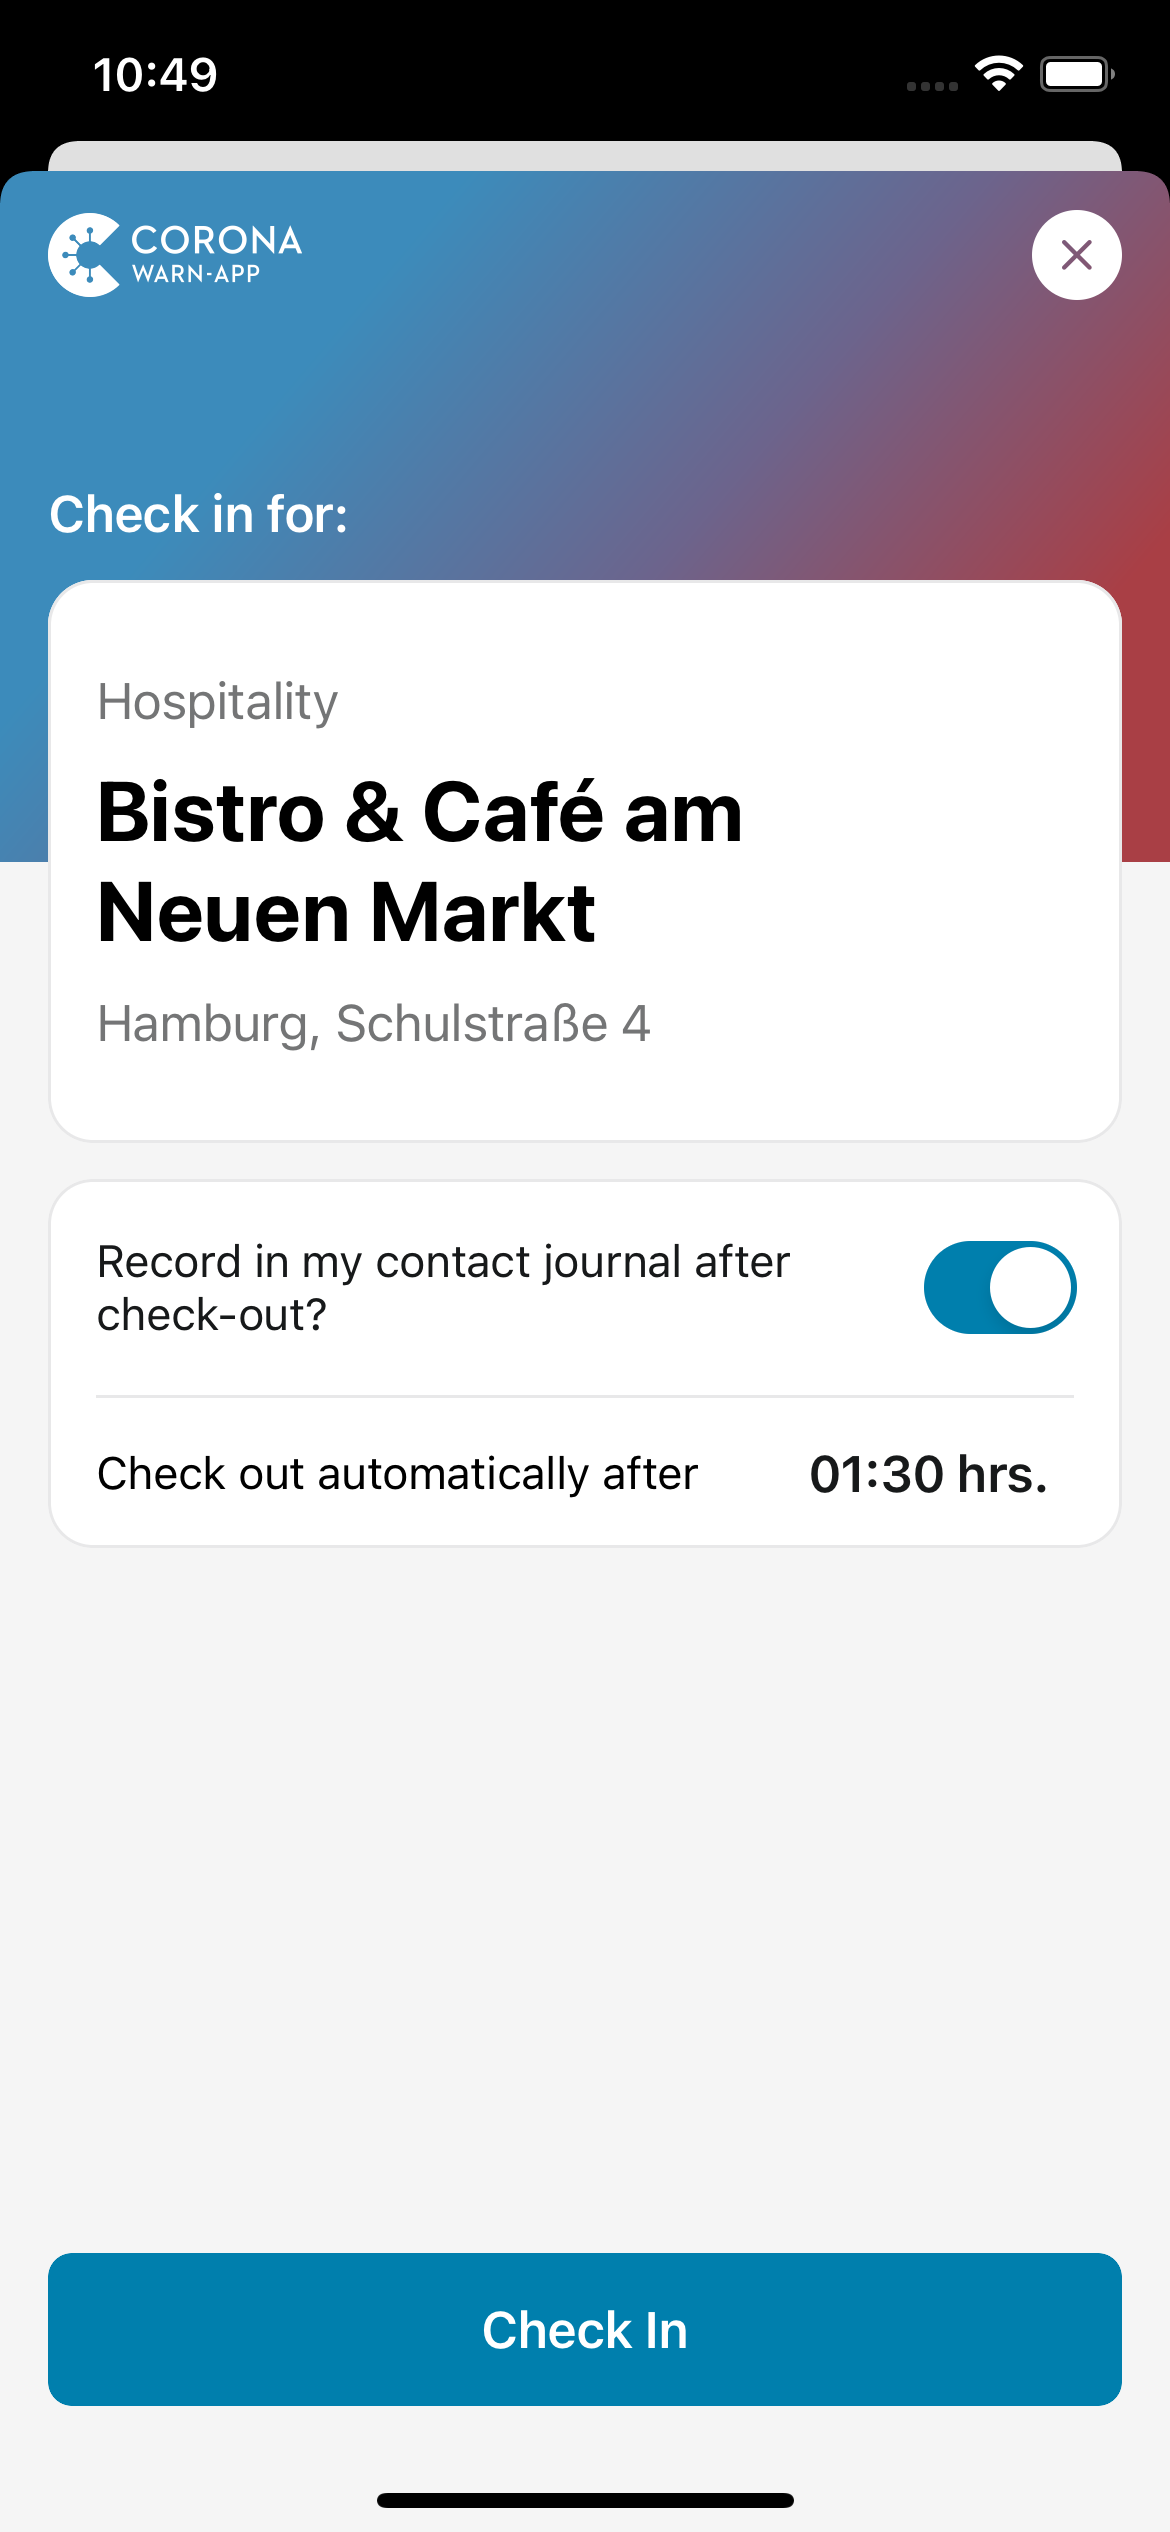 10:49
CORONA
WARN-APP
Check in for:
Hospitality
Bistro & Café am
Neuen Markt
Hamburg, Schulstraße 4
Record in my contact journal after
check-out?
Check out automatically after 01:30 hrs.
Check In